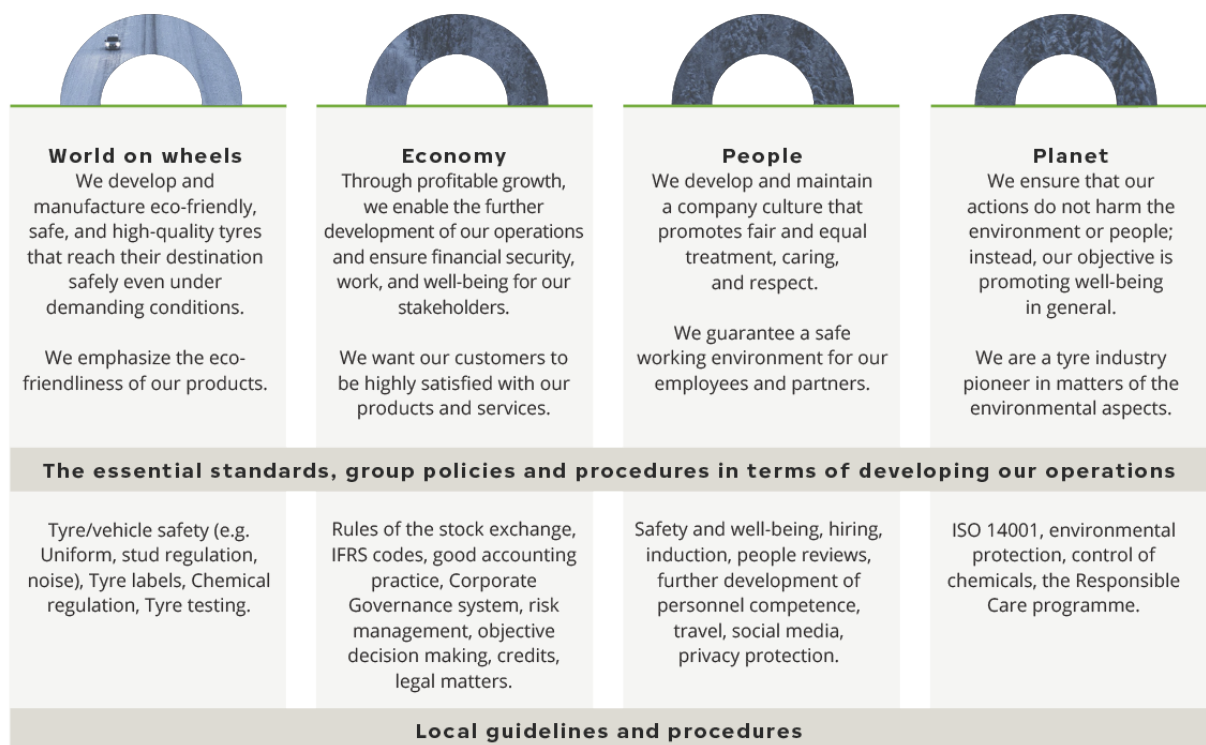 World on wheels
We develop and
manufacture eco-friendly,
safe, and high-quality tyres
that reach their destination
safely even under
demanding conditions.
We emphasize the eco-
friendliness of our products.
Economy
Through profitable growth,
we enable the further
development of our operations
and ensure financial security,
work, and well-being for our
stakeholders.
We want our customers to
be highly satisfied with our
products and services.
People
We develop and maintain
a company culture that
promotes fair and equal
treatment, caring,
and respect.
We guarantee a safe
working environment for our
employees and partners.
Planet
We ensure that our
actions do not harm the
environment or people;
instead, our objective is
promoting well-being
in general.
We are a tyre industry
pioneer in matters of the
environmental aspects.
The essential standards, group policies and procedures in terms of developing our operations
Tyre/vehicle safety (e.g.
Uniform, stud regulation,
noise), Tyre labels, Chemical
regulation, Tyre testing.
Rules of the stock exchange,
IFRS codes, good accounting
practice, Corporate
Governance system, risk
management, objective
decision making, credits,
legal matters.
Safety and well-being, hiring,
induction, people reviews,
further development of
personnel competence,
travel, social media,
privacy protection.
ISO 14001, environmental
protection, control of
chemicals, the Responsible
Care programme.
Local guidelines and procedures